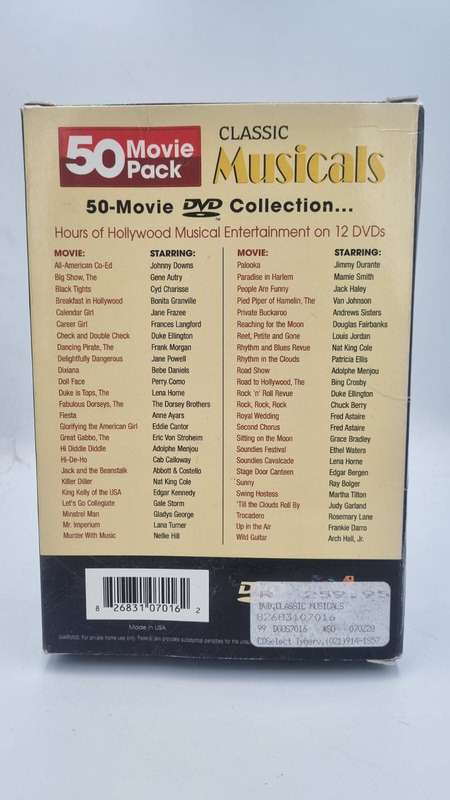 50 Movie Pack
CLASSIC
Musicals
50-Movie DVD Collection...
Hours of Hollywood Musical Entertainment on 12 DVDs
MOVIE: STARRING:
All-American Co-Ed Johnny Downs
Big Show, The Gene Autry
Black Tights Cyd Charisse
Breakfast in Hollywood Bonita Granville
Calendar Girl Jane Frazee
Career Girl Frances Langford
Check and Double Check Duke Ellington
Dancing Pirate, The Frank Morgan
Delightfully Dangerous Jane Powell
Dixiana Bebe Daniels
Doll Face Perry Como
Duke is Tops, The Lena Horne
Fabulous Dorseys, The The Dorsey Brothers
Fiesta Anne Ayars
Glorifying the American Girl Eddie Cantor
Great Gabbo, The Eric Von Stroheim
Hi Diddle Diddle Adolphe Menjou
Hi-De-Ho Cab Calloway
Jack and the Beanstalk Abbott & Costello
Killer Diller Nat King Cole
King Kelly of the USA Edgar Kennedy
Let's Go Collegiate Gale Storm
Minstrel Man Gladys George
Mr. Imperium Lana Turner
Murder With Music Nellie Hill
MOVIE: STARRING:
Palooka Jimmy Durante
Paradise in Harlem Mamie Smith
People Are Funny Jack Haley
Pied Piper of Hamelin, The Van Johnson
Private Buckaroo Andrews Sisters
Reaching for the Moon Douglas Fairbanks
Reet, Petite and Gone Louis Jordan
Rhythm and Blues Revue Nat King Cole
Rhythm in the Clouds Patricia Ellis
Road Show Adolphe Menjou
Road to Hollywood, The Bing Crosby
Rock 'n' Roll Revue Duke Ellington
Rock, Rock, Rock Chuck Berry
Royal Wedding Fred Astaire
Second Chorus Fred Astaire
Sitting on the Moon Grace Bradley
Soundies Festival Ethel Waters
Soundies Cavalcade Lena Horne
Stage Door Canteen Edgar Bergen
Sunny Ray Bolger
Swing Hostess Martha Tilton
'Till the Clouds Roll By Judy Garland
Trocadero Rosemary Lane
Up in the Air Frankie Darro
Wild Guitar Arch Hall, Jr.
8 26831 07016 2
Made in USA
R 259.95
DVD,CLASSIC MUSICALS
82683107016
99 DGDS7016 #SO 070220
CDSelect Tygerv.(021)914-1857